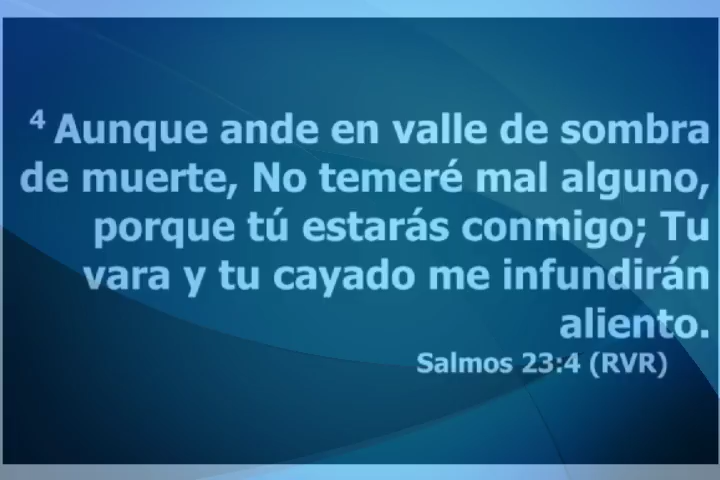 4 Aunque ande en valle de sombra
de muerte, No temeré mal alguno,
porque tú estarás conmigo; Tu
vara y tu cayado me infundirán
aliento.
Salmos 23:4 (RVR)